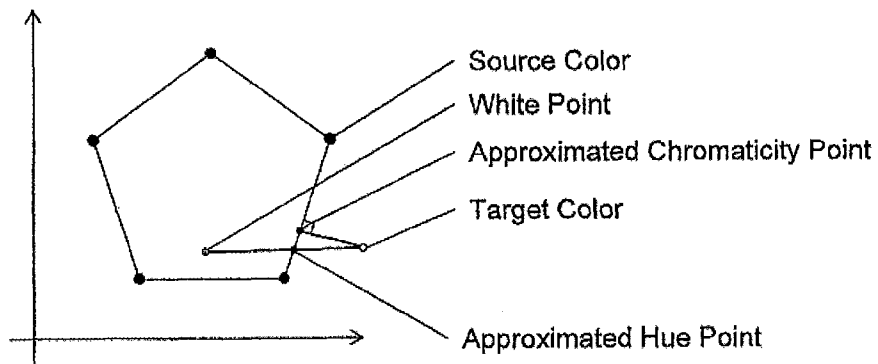 Source Color
White Point
Approximated Chromaticity Point
Target Color
Approximated Hue Point